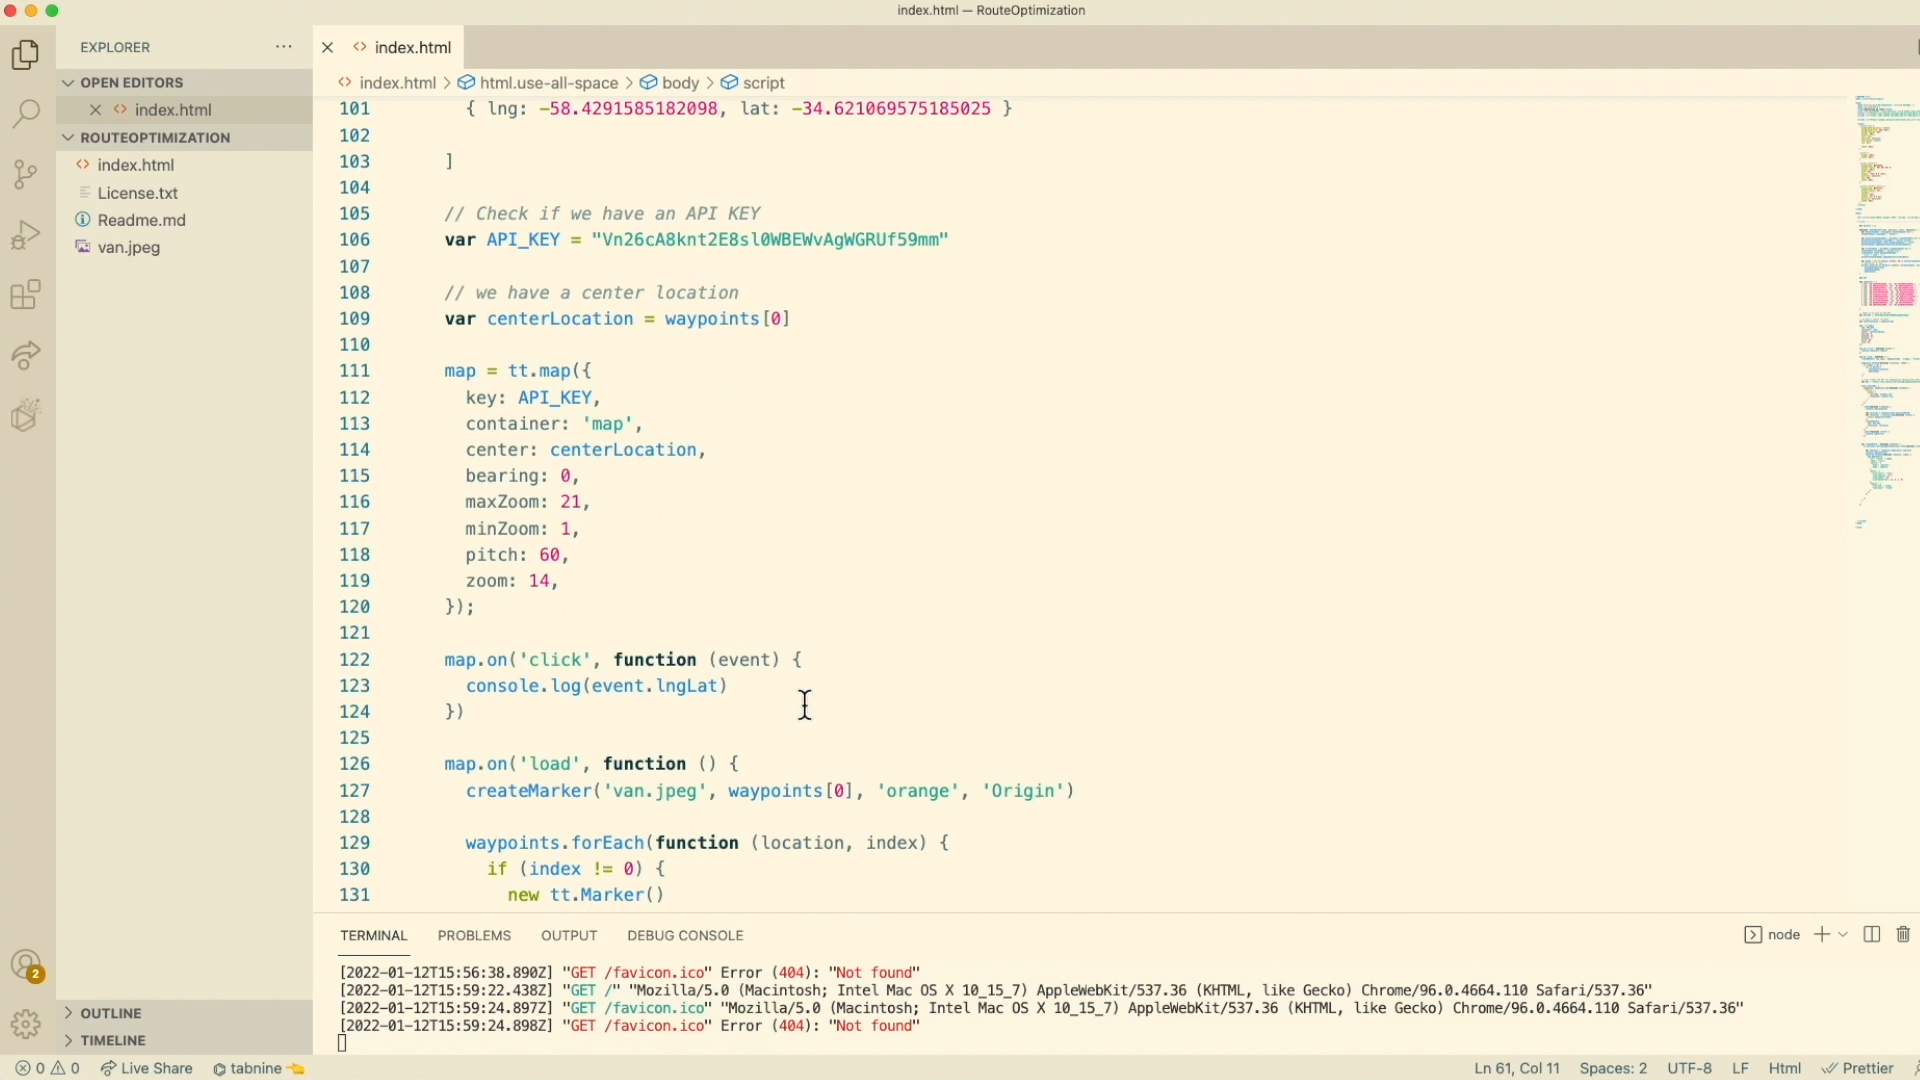 index.html — RouteOptimization
EXPLORER
index.html
index.html > html.use-all-space > body > script
OPEN EDITORS
index.html
ROUTEOPTIMIZATION
index.html
License.txt
Readme.md
van.jpeg
OUTLINE
TIMELINE
101 { lng: -58.4291585182098, lat: -34.621069575185025 }
102
103 ]
104
105 // Check if we have an API KEY
106 var API_KEY = "Vn26cA8knt2E8sl0WBEWvAgWGRUf59mm"
107
108 // we have a center location
109 var centerLocation = waypoints[0]
110
111 map = tt.map({
112 key: API_KEY,
113 container: 'map',
114 center: centerLocation,
115 bearing: 0,
116 maxZoom: 21,
117 minZoom: 1,
118 pitch: 60,
119 zoom: 14,
120 });
121
122 map.on('click', function (event) {
123 console.log(event.lngLat)
124 })
125
126 map.on('load', function () {
127 createMarker('van.jpeg', waypoints[0], 'orange', 'Origin')
128
129 waypoints.forEach(function (location, index) {
130 if (index != 0) {
131 new tt.Marker()
TERMINAL PROBLEMS OUTPUT DEBUG CONSOLE
node
[2022-01-12T15:56:38.890Z] "GET /favicon.ico" Error (404): "Not found"
[2022-01-12T15:59:22.438Z] "GET /" "Mozilla/5.0 (Macintosh; Intel Mac OS X 10_15_7) AppleWebKit/537.36 (KHTML, like Gecko) Chrome/96.0.4664.110 Safari/537.36"
[2022-01-12T15:59:24.897Z] "GET /favicon.ico" "Mozilla/5.0 (Macintosh; Intel Mac OS X 10_15_7) AppleWebKit/537.36 (KHTML, like Gecko) Chrome/96.0.4664.110 Safari/537.36"
[2022-01-12T15:59:24.898Z] "GET /favicon.ico" Error (404): "Not found"
2
0 0 Live Share tabnine
Ln 61, Col 11 Spaces: 2 UTF-8 LF Html Prettier